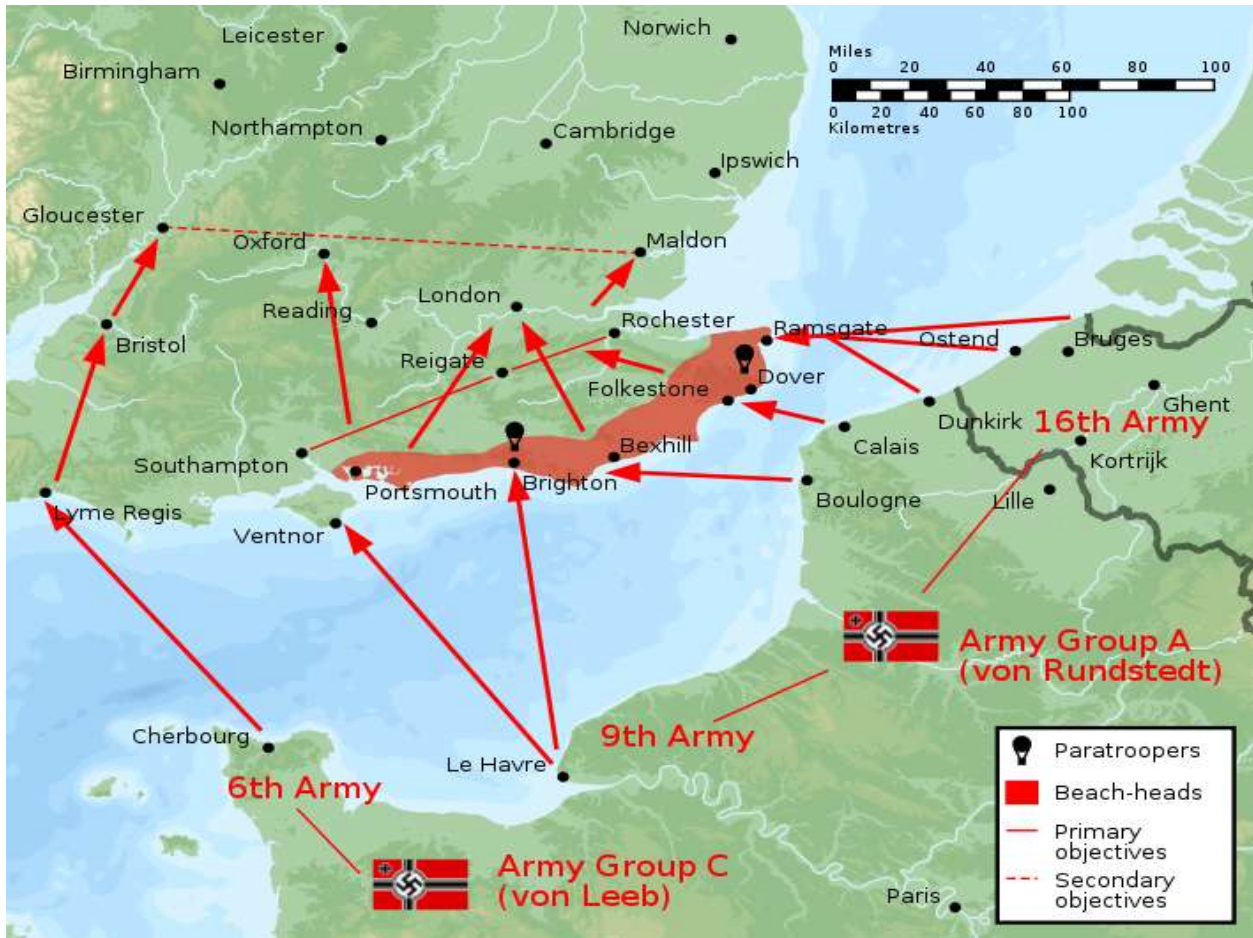 Leicester
Norwich
Birmingham
Miles
0 20 40 60 80 100
0 20 40 60 80 100
Kilometres
Northampton
Cambridge
Ipswich
Gloucester
Oxford
Maldon
London
Reading
Rochester
Bristol
Ramsgate
Ostend
Bruges
Reigate
Folkestone
Dover
Ghent
Dunkirk
16th Army
Calais
Bexhill
Kortrijk
Southampton
Portsmouth
Brighton
Boulogne
Lille
Lyme Regis
Ventnor
Army Group A
(von Rundstedt)
Cherbourg
9th Army
Le Havre
6th Army
Army Group C
(von Leeb)
Paris
Paratroopers
Beach-heads
Primary
objectives
Secondary
objectives